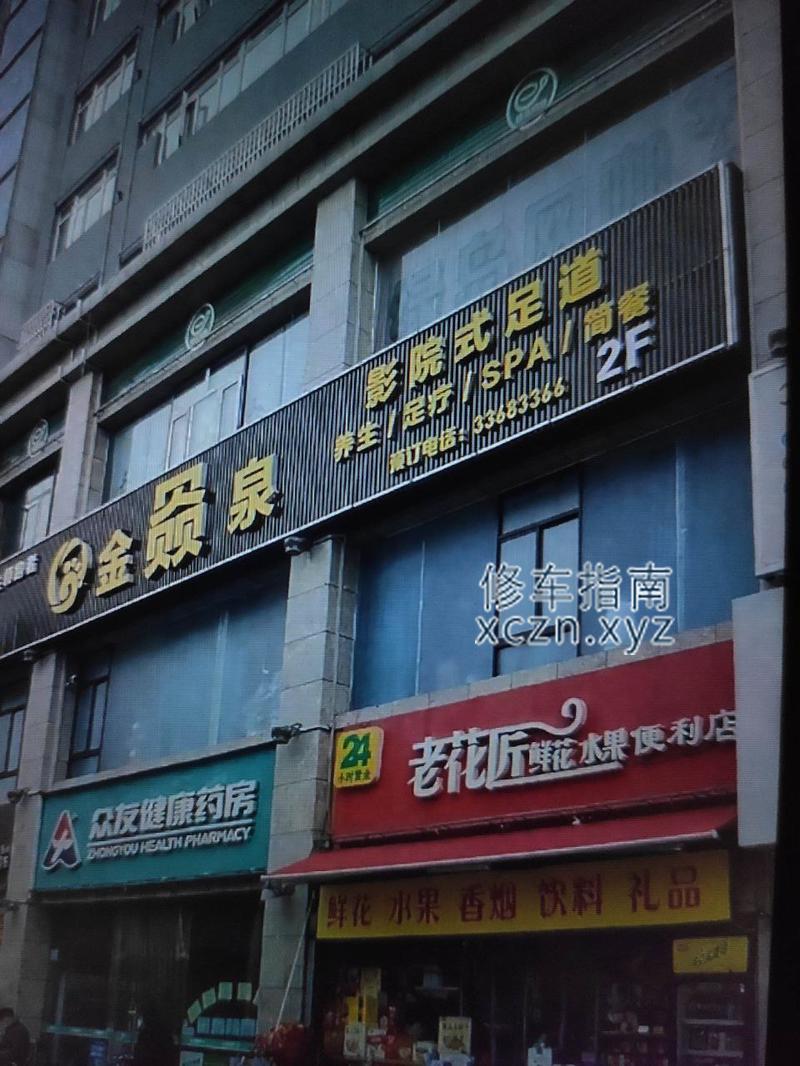 影院式足道
养生/足疗/SPA/简餐
预订电话:33683366
2F
泉
金
修车指南
xczn.xyz
24
小时营业
老花匠鲜花水果便利店
众友健康药房
ZHONGYOU HEALTH PHARMACY
鲜花 水果 香烟 饮料 礼品